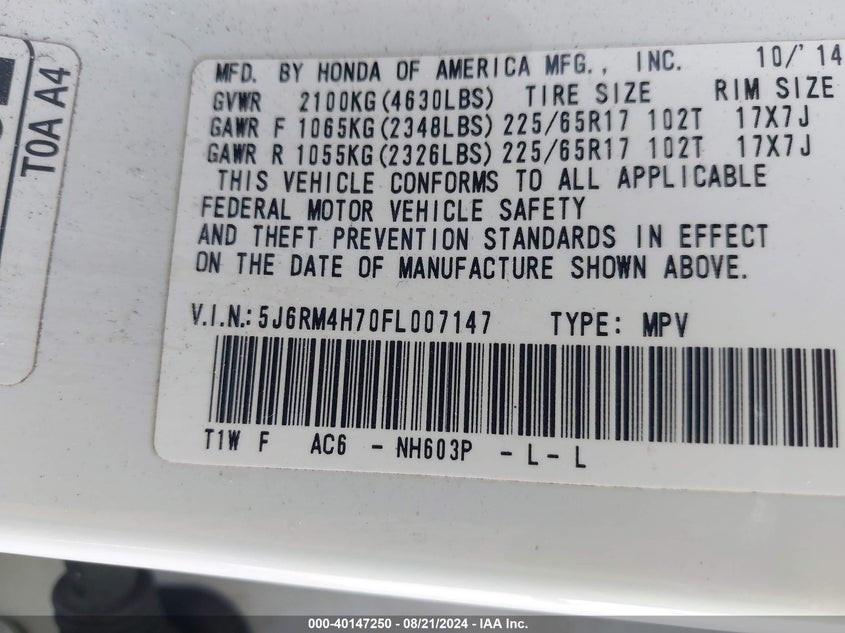 T0A A4
MFD. BY HONDA OF AMERICA MFG., INC. 10/'14
GVWR 2100KG(4630LBS) TIRE SIZE RIM SIZE
GAWR F 1065KG(2348LBS) 225/65R17 102T 17X7J
GAWR R 1055KG(2326LBS) 225/65R17 102T 17X7J
THIS VEHICLE CONFORMS TO ALL APPLICABLE
FEDERAL MOTOR VEHICLE SAFETY
AND THEFT PREVENTION STANDARDS IN EFFECT
ON THE DATE OF MANUFACTURE SHOWN ABOVE.
V.I.N.: 5J6RM4H70FL007147 TYPE: MPV
T1W F AC6 - NH603P - L - L
000-40147250 - 08/21/2024 - IAA Inc.